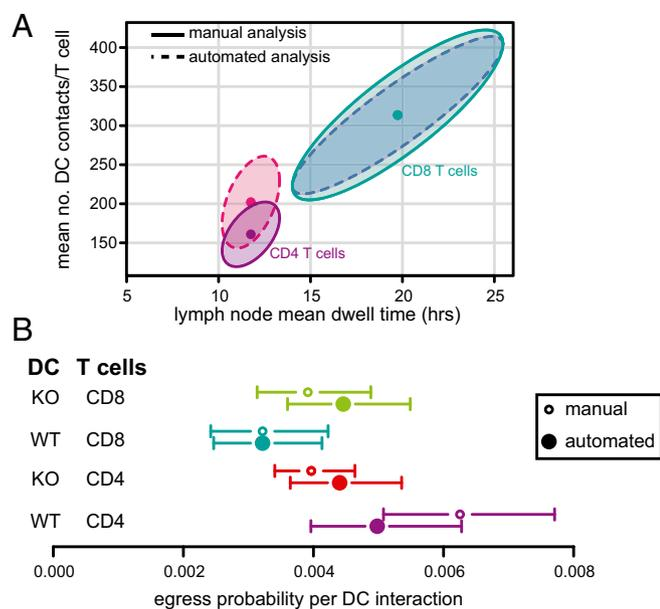 A
manual analysis
automated analysis
mean no. DC contacts/T cell
400
350
300
250
200
150
CD8 T cells
CD4 T cells
5 10 15 20 25
lymph node mean dwell time (hrs)
B
DC T cells
KO CD8
WT CD8
KO CD4
WT CD4
manual
automated
0.000 0.002 0.004 0.006 0.008
egress probability per DC interaction